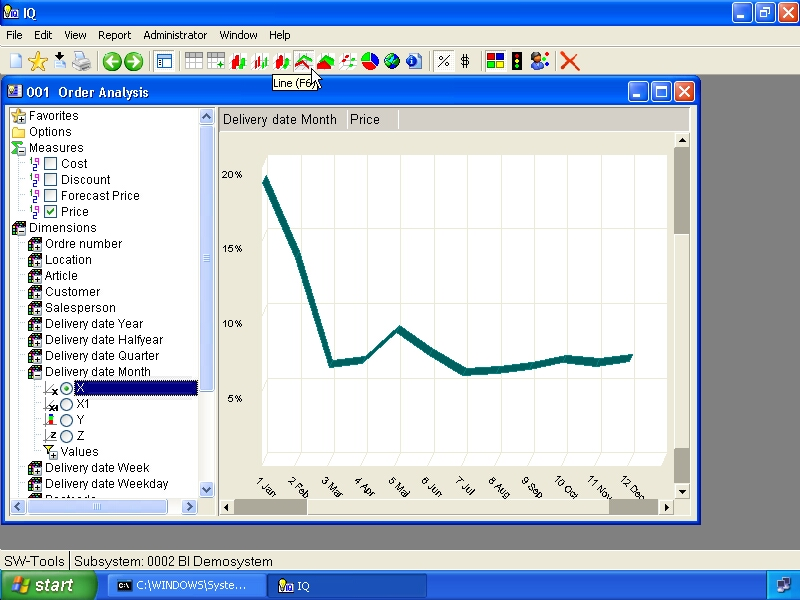 IQ
File Edit View Report Administrator Window Help
% $
Line (F6)
001 Order Analysis
Favorites
Options
Measures
Cost
Discount
Forecast Price
Price
Dimensions
Ordre number
Location
Article
Customer
Salesperson
Delivery date Year
Delivery date Halfyear
Delivery date Quarter
Delivery date Month
X
X1
Y
Z
Values
Delivery date Week
Delivery date Weekday
Delivery date Month Price
20%
15%
10%
5%
1 Jan 2 Feb 3 Mar 4 Apr 5 Mai 6 Jun 7 Jul 8 Aug 9 Sep 10 Oct 11 Nov 12 Dec
SW-Tools Subsystem: 0002 BI Demosystem
start C:\WINDOWS\Syste... IQ